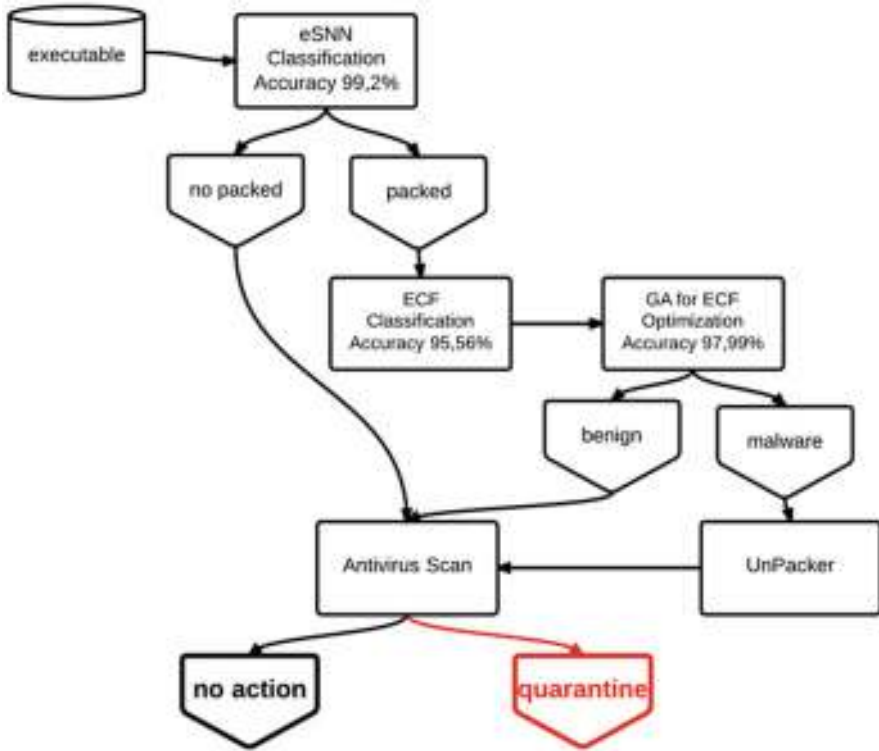 executable
eSNN
Classification
Accuracy 99,2%
no packed
packed
ECF
Classification
Accuracy 95,56%
GA for ECF
Optimization
Accuracy 97,99%
benign
malware
Antivirus Scan
UnPacker
no action
quarantine